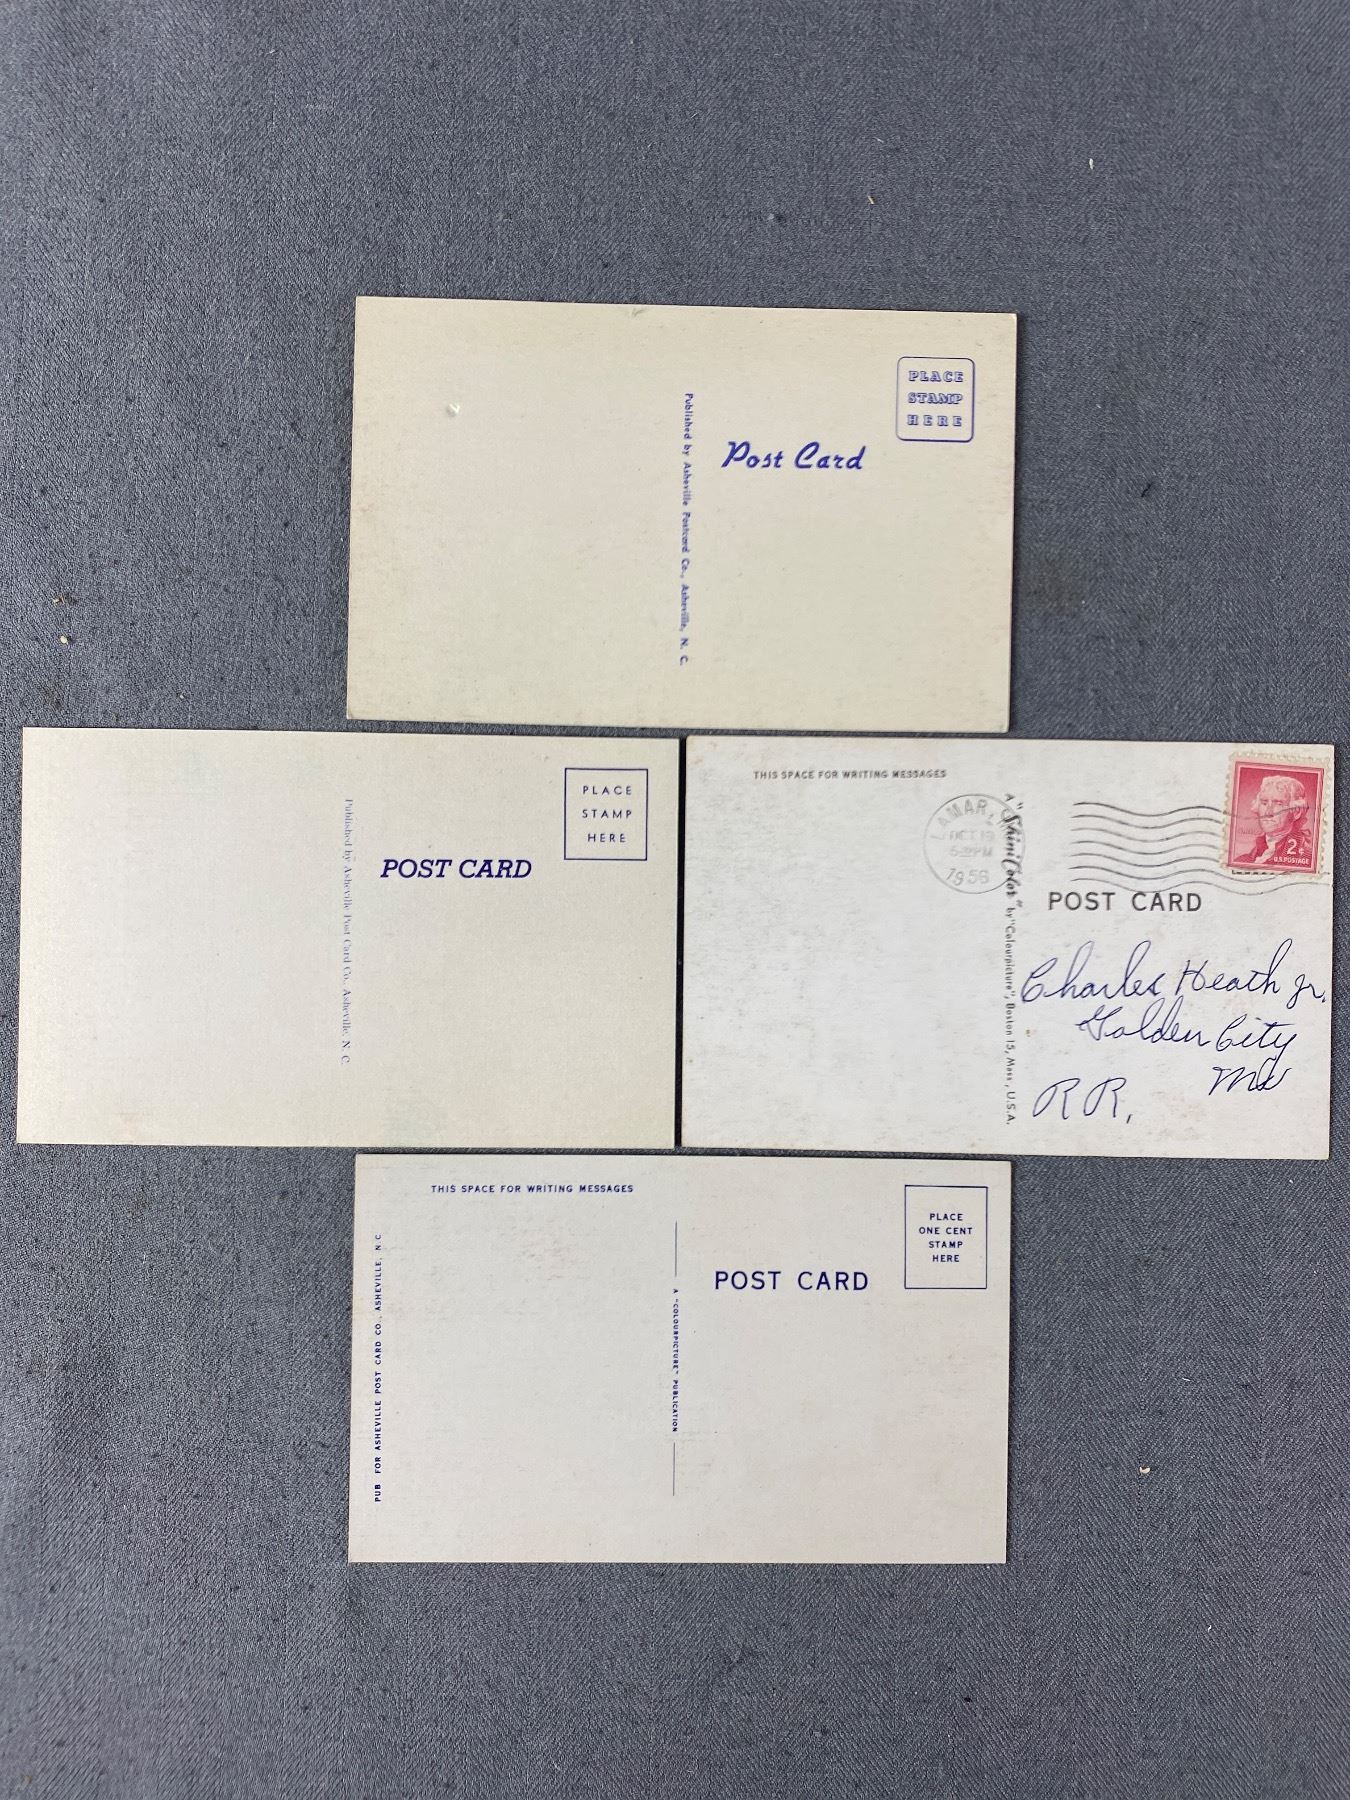 PLACE
STAMP
HERE
Post Card
Published by Asheville Postcard Co., Asheville, N. C.
PLACE
STAMP
HERE
POST CARD
Published by Asheville Post Card Co. Asheville, N. C.
THIS SPACE FOR WRITING MESSAGES
LAMAR,
OCT 19
PM
1956
2¢
U.S. POSTAGE
A "ShiniColor" by "Colourpicture", Boston 15, Mass., U.S.A.
POST CARD
Charles Heath Jr.
Golden City
Mo
R R,
THIS SPACE FOR WRITING MESSAGES
PLACE
ONE CENT
STAMP
HERE
POST CARD
PUB FOR ASHEVILLE POST CARD CO., ASHEVILLE, N.C
A "COLOURPICTURE" PUBLICATION